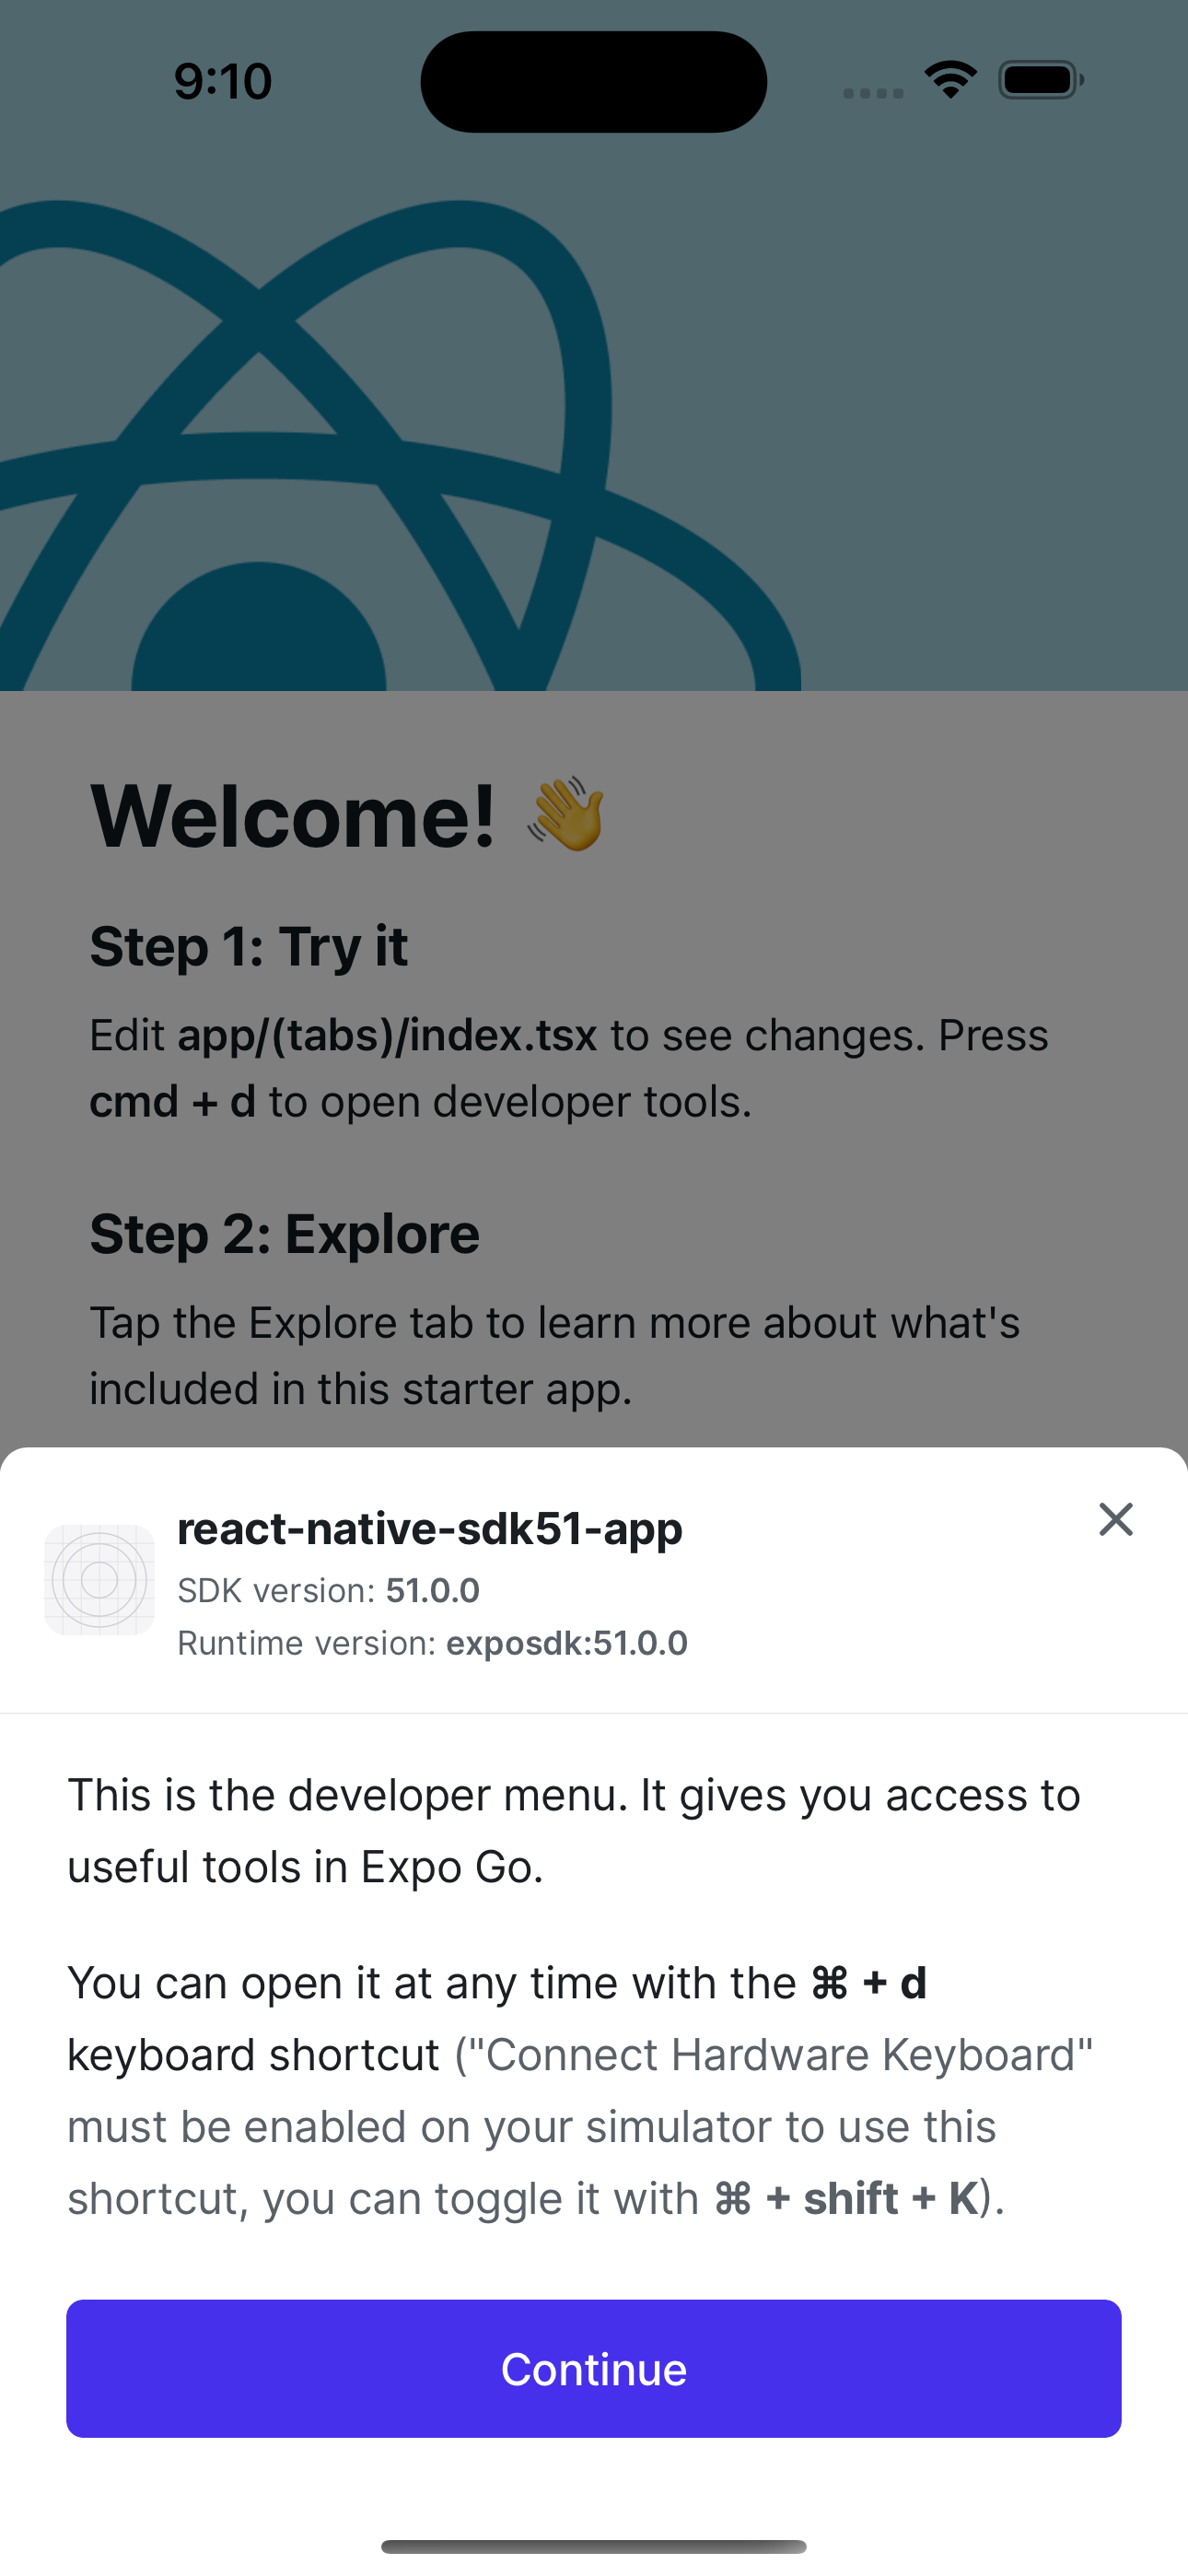 9:10
Welcome! 👋
Step 1: Try it
Edit app/(tabs)/index.tsx to see changes. Press
cmd + d to open developer tools.
Step 2: Explore
Tap the Explore tab to learn more about what's
included in this starter app.
react-native-sdk51-app
SDK version: 51.0.0
Runtime version: exposdk:51.0.0
This is the developer menu. It gives you access to
useful tools in Expo Go.
You can open it at any time with the ⌘ + d
keyboard shortcut ("Connect Hardware Keyboard"
must be enabled on your simulator to use this
shortcut, you can toggle it with ⌘ + shift + K).
Continue